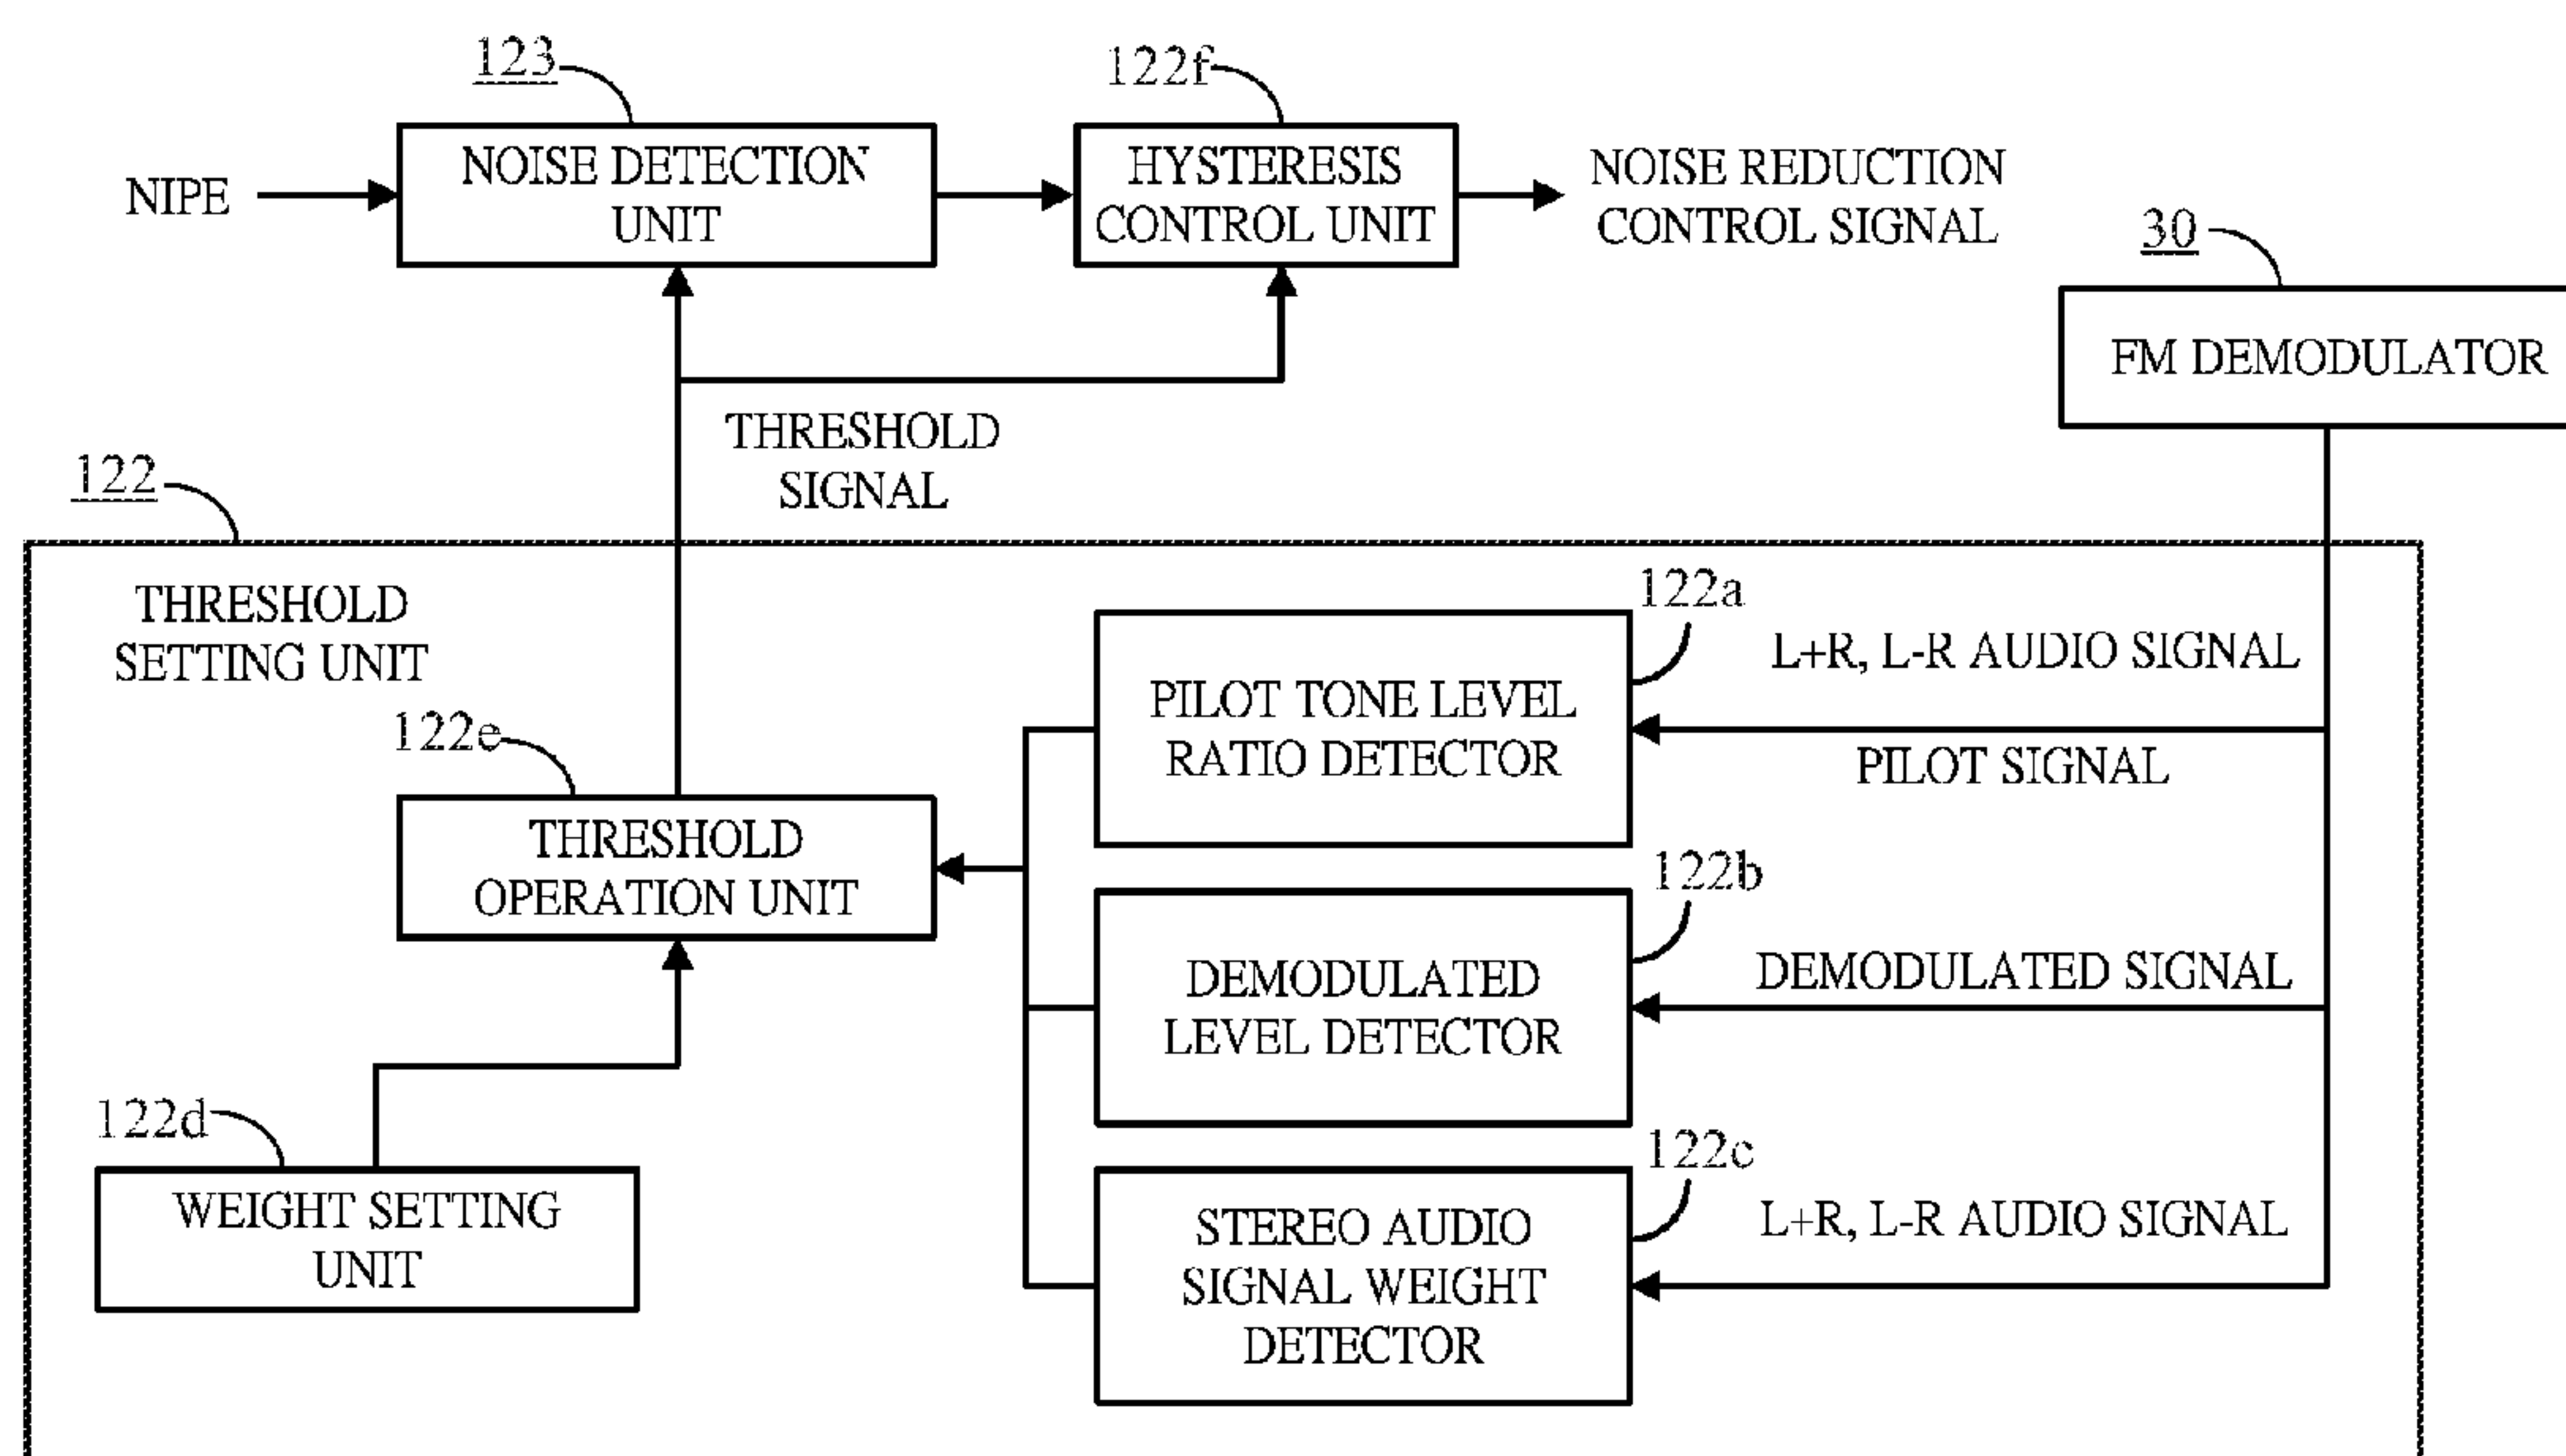 123
122f
NIPE
NOISE DETECTION
UNIT
HYSTERESIS
CONTROL UNIT
NOISE REDUCTION
CONTROL SIGNAL
30
FM DEMODULATOR
THRESHOLD
SIGNAL
122
THRESHOLD
SETTING UNIT
122a
PILOT TONE LEVEL
RATIO DETECTOR
L+R, L-R AUDIO SIGNAL
PILOT SIGNAL
122e
THRESHOLD
OPERATION UNIT
122b
DEMODULATED
LEVEL DETECTOR
DEMODULATED SIGNAL
122d
WEIGHT SETTING
UNIT
122c
STEREO AUDIO
SIGNAL WEIGHT
DETECTOR
L+R, L-R AUDIO SIGNAL